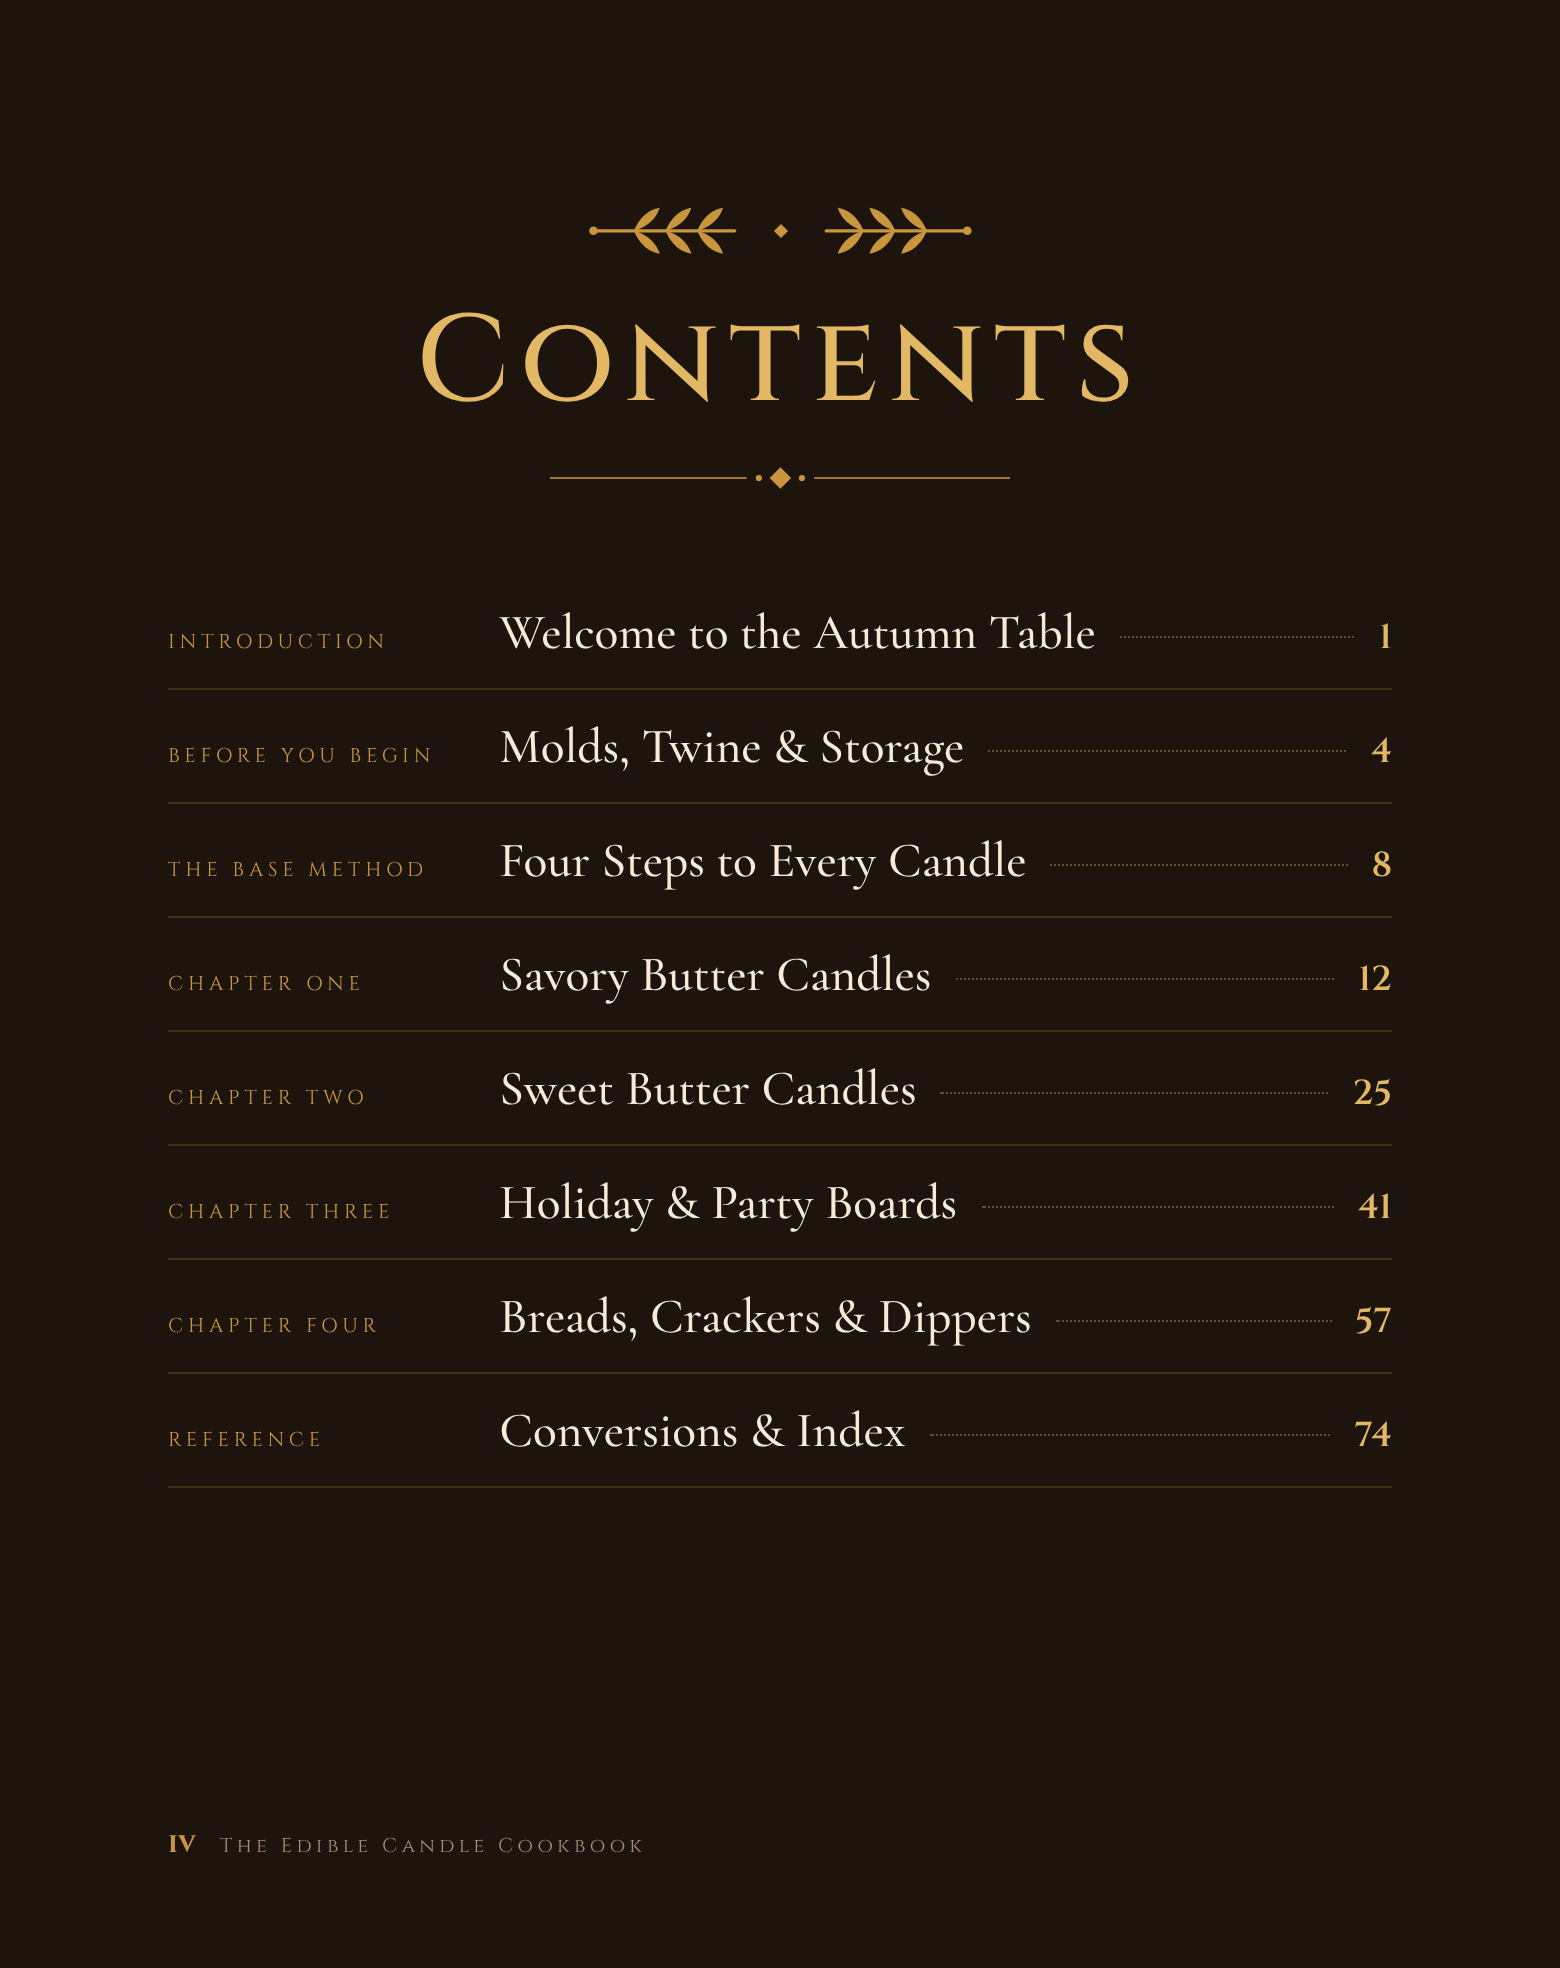 Contents
INTRODUCTION Welcome to the Autumn Table 1
BEFORE YOU BEGIN Molds, Twine & Storage 4
THE BASE METHOD Four Steps to Every Candle 8
CHAPTER ONE Savory Butter Candles 12
CHAPTER TWO Sweet Butter Candles 25
CHAPTER THREE Holiday & Party Boards 41
CHAPTER FOUR Breads, Crackers & Dippers 57
REFERENCE Conversions & Index 74
IV The Edible Candle Cookbook